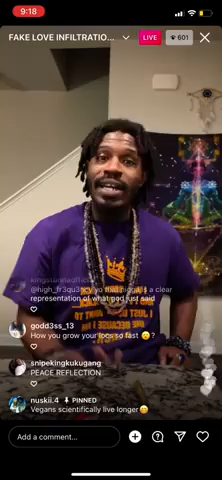 9:18
FAKE LOVE INFILTRATIO...
LIVE
601
@high_fr3qu3ncy yo that nigga is a clear
representation of what god just said
godd3ss_13
How you grow your locs so fast 😢?
snipekingkukugang
PEACE REFLECTION
nuskii.4 PINNED
Vegans scientifically live longer 😊
Add a comment...